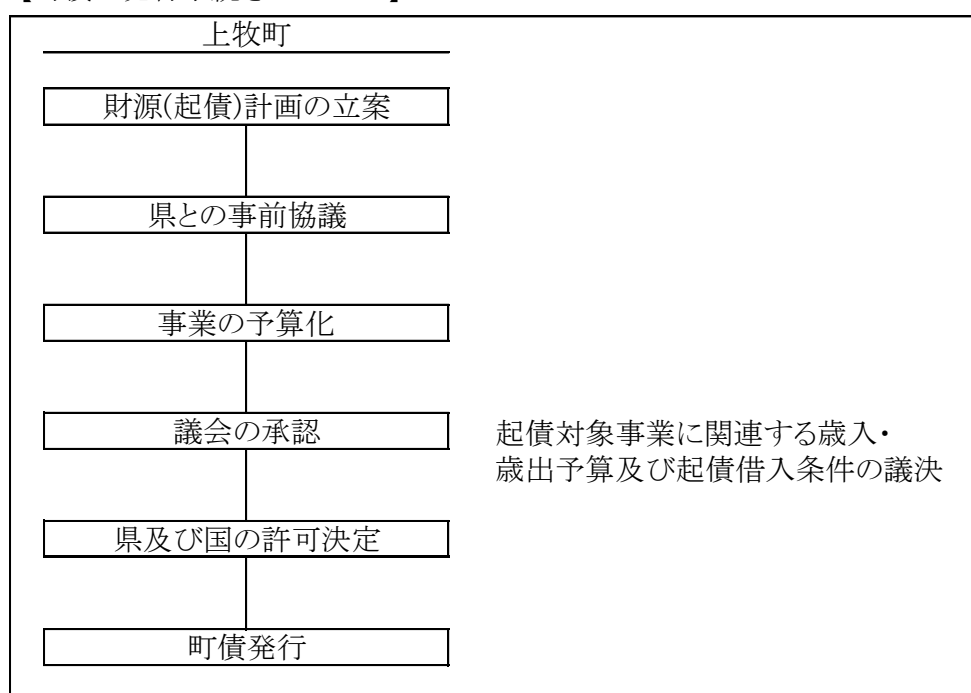 上牧町
財源(起債)計画の立案
県との事前協議
事業の予算化
議会の承認
起債対象事業に関連する歳入・
歳出予算及び起債借入条件の議決
県及び国の許可決定
町債発行